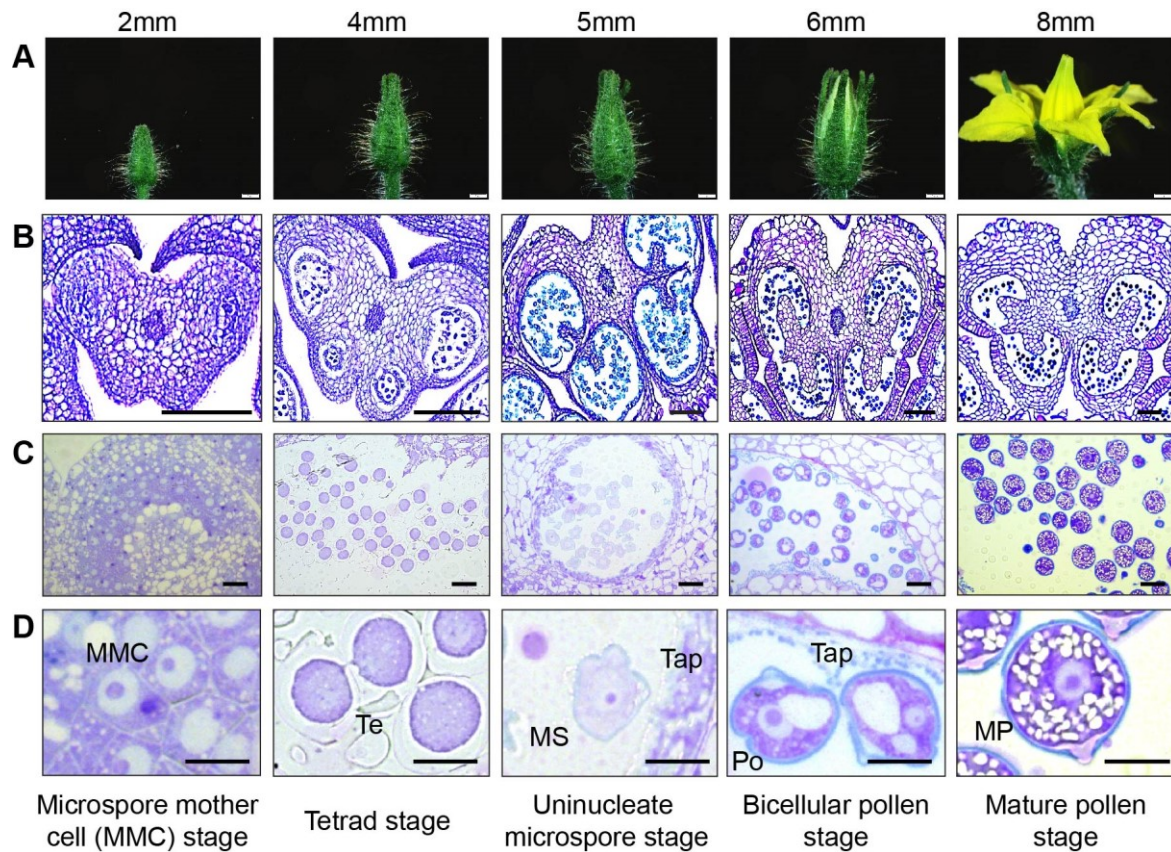 2mm
4mm
5mm
6mm
8mm
A
B
C
D
MMC
Te
MS
Tap
Po
Tap
MP
Microspore mother
cell (MMC) stage
Tetrad stage
Uninucleate
microspore stage
Bicellular pollen
stage
Mature pollen
stage